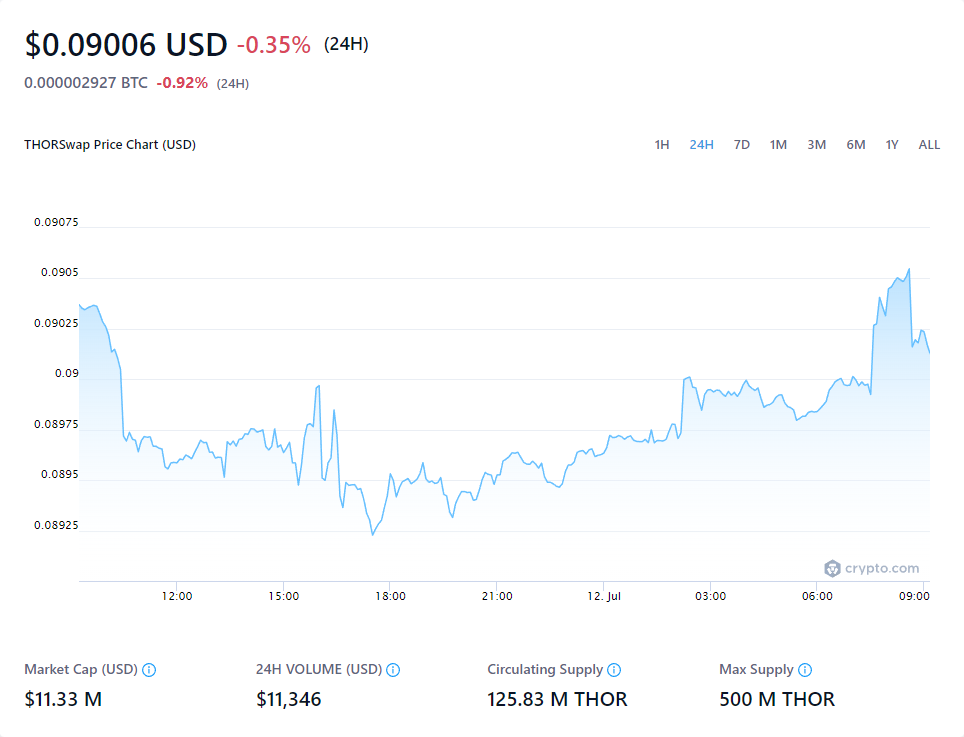 $0.09006 USD -0.35% (24H)
0.000002927 BTC -0.92% (24H)
THORSwap Price Chart (USD) 1H 24H 7D 1M 3M 6M 1Y ALL
0.09075
0.0905
0.09025
0.09
0.08975
0.0895
0.08925
crypto.com
12:00 15:00 18:00 21:00 12. Jul 03:00 06:00 09:00
Market Cap (USD) 24H VOLUME (USD) Circulating Supply Max Supply
$11.33 M $11,346 125.83 M THOR 500 M THOR